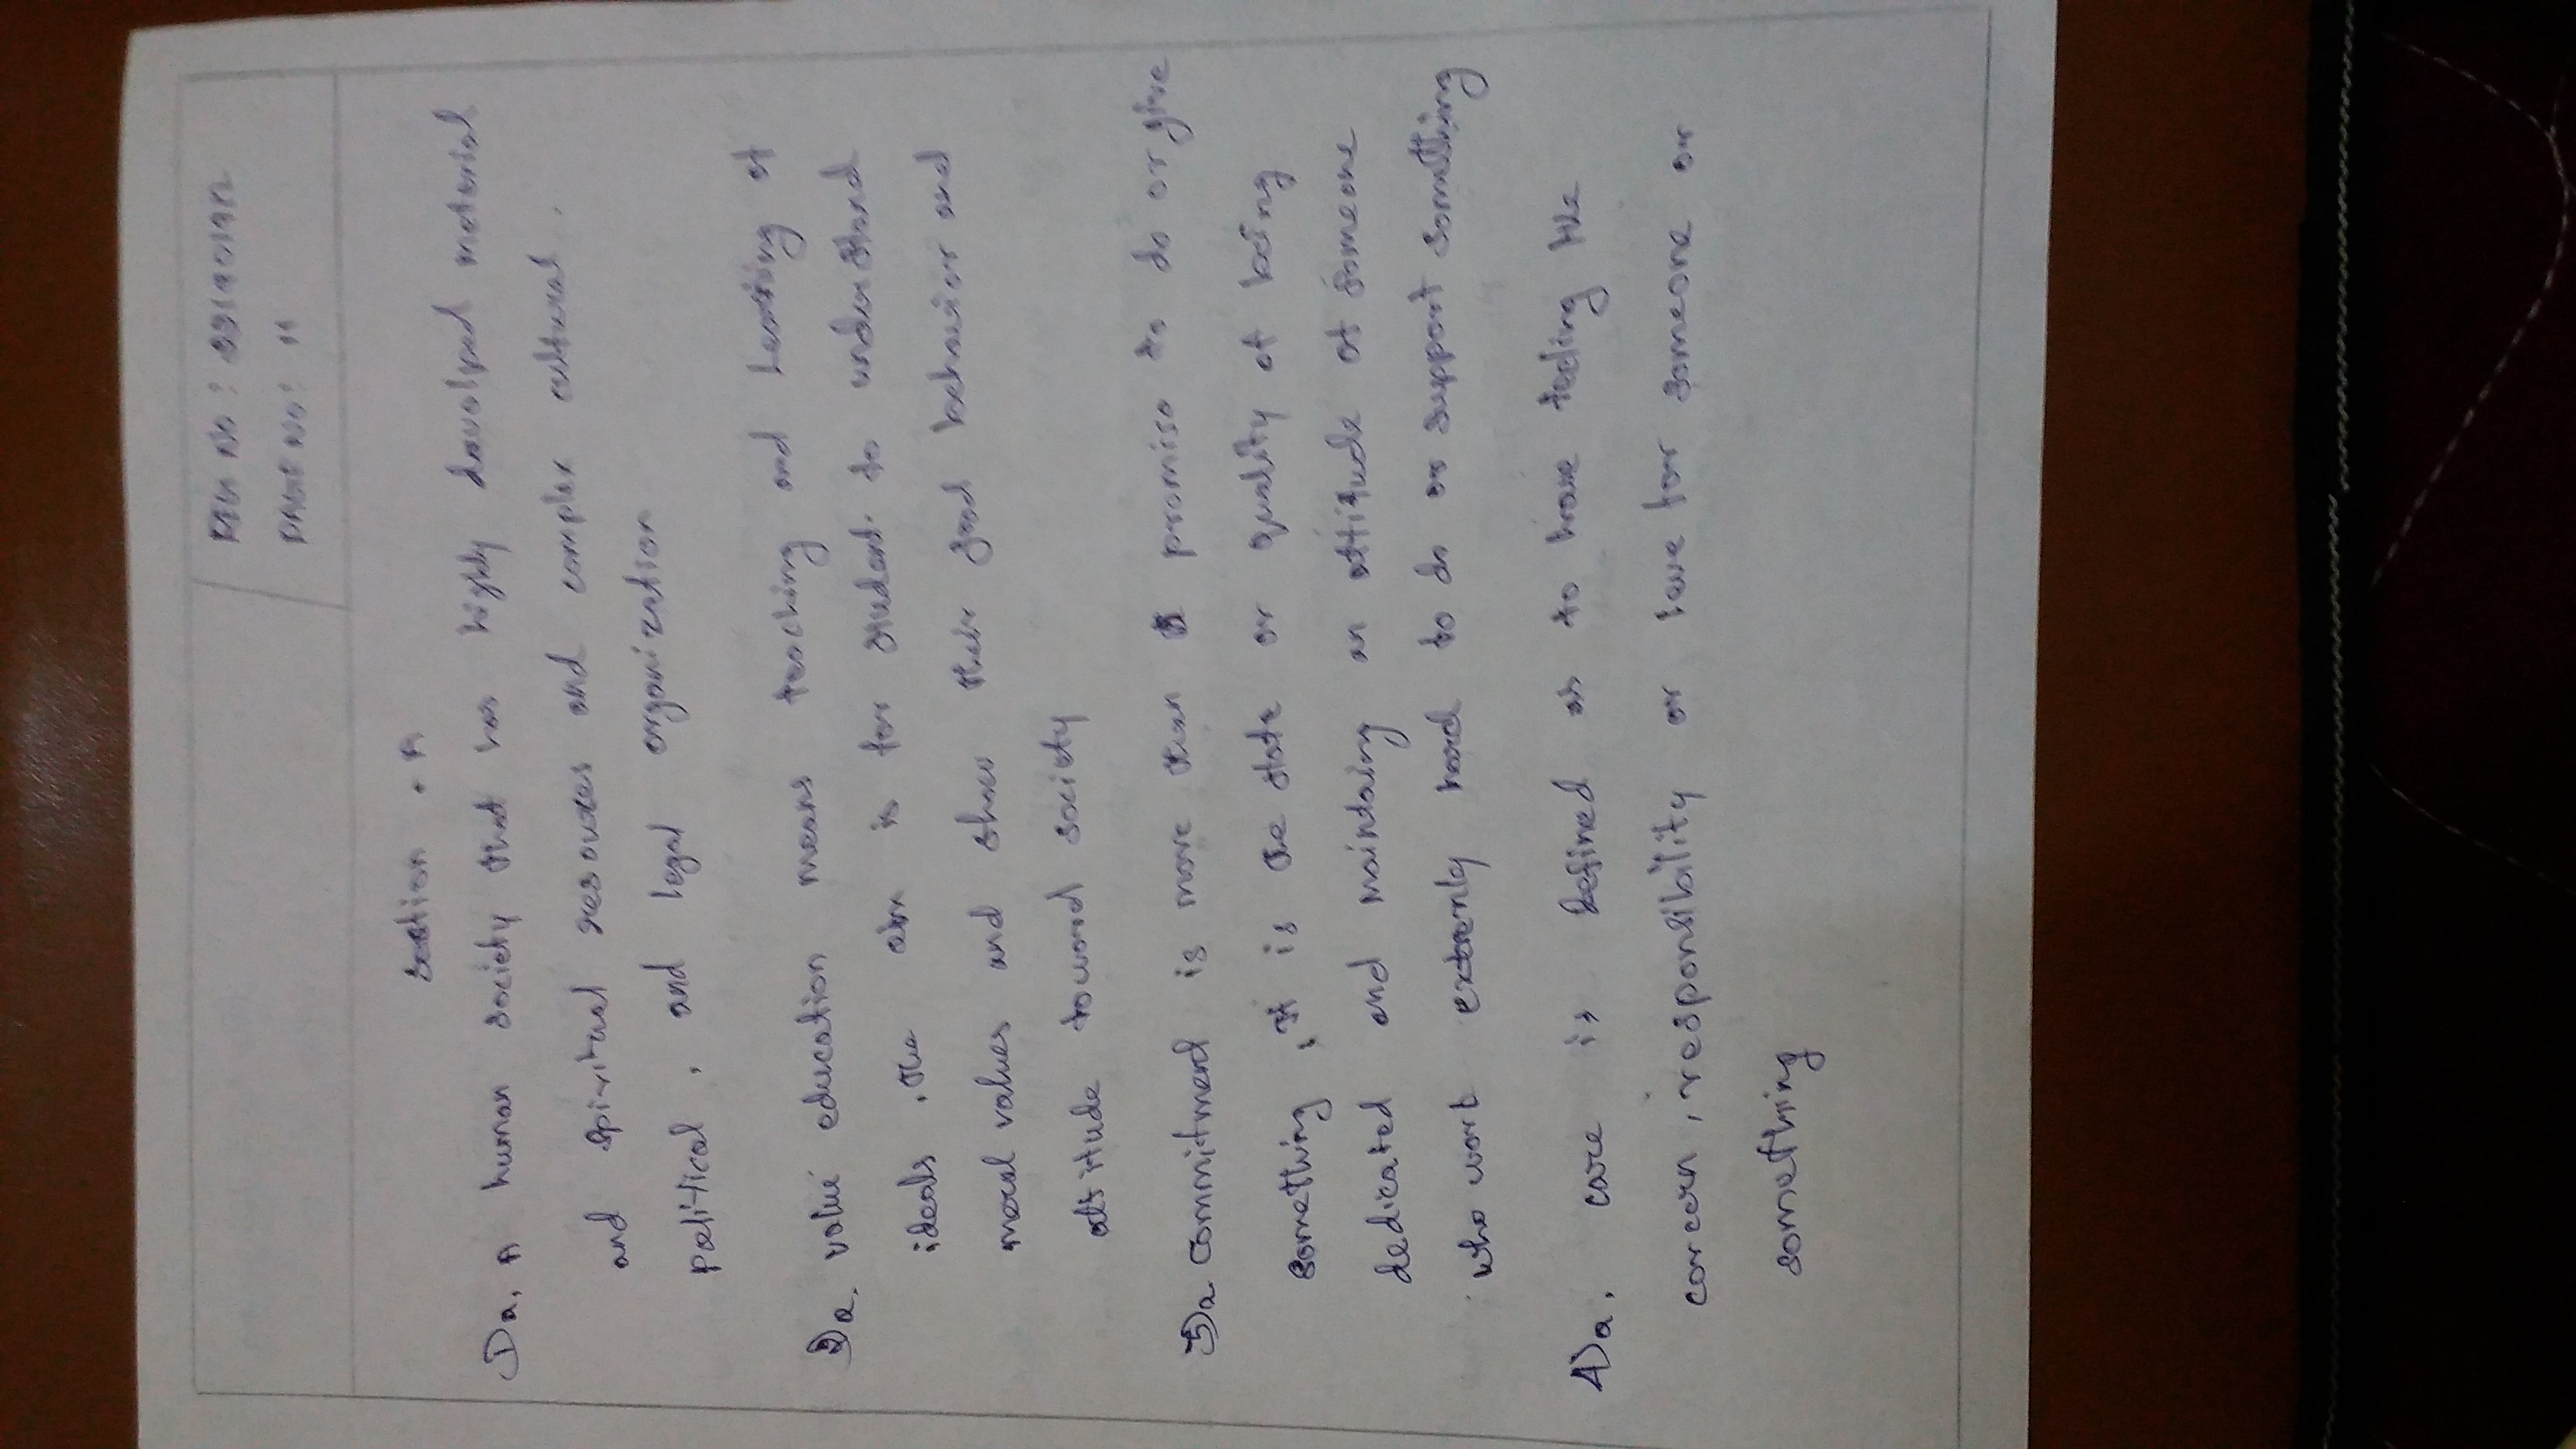 PAGE NO: 11
Section . A
1)a. A human society that has highly davelped material
and spiritual resources and complex cultural .
political , and legal organization
2)a. value education means teaching and learning of
ideals . the aim is for student to understand
moral values and show their good behavior and
attitude toward society
3)a. commitment is more than promise to do or give
something , it is the state or quality of being
dedicated and maintaing an attitude of someone
who work extremly hard to do or support something
4)a. care is defined as to have feeling like
concern , responsibility or love for someone or
something